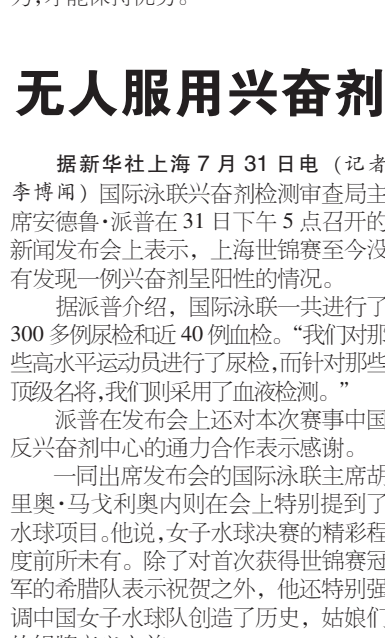 力，才能保持优势。
无人服用兴奋剂
据新华社上海7月31日电（记者
李博闻）国际泳联兴奋剂检测审查局主
席安德鲁·派普在31日下午5点召开的
新闻发布会上表示，上海世锦赛至今没
有发现一例兴奋剂呈阳性的情况。
据派普介绍，国际泳联一共进行了
300多例尿检和近40例血检。“我们对那
些高水平运动员进行了尿检，而针对那些
顶级名将，我们则采用了血液检测。”
派普在发布会上还对本次赛事中国
反兴奋剂中心的通力合作表示感谢。
一同出席发布会的国际泳联主席胡
里奥·马戈利奥内则在会上特别提到了
水球项目。他说，女子水球决赛的精彩程
度前所未有。除了对首次获得世锦赛冠
军的希腊队表示祝贺之外，他还特别强
调中国女子水球队创造了历史，姑娘们